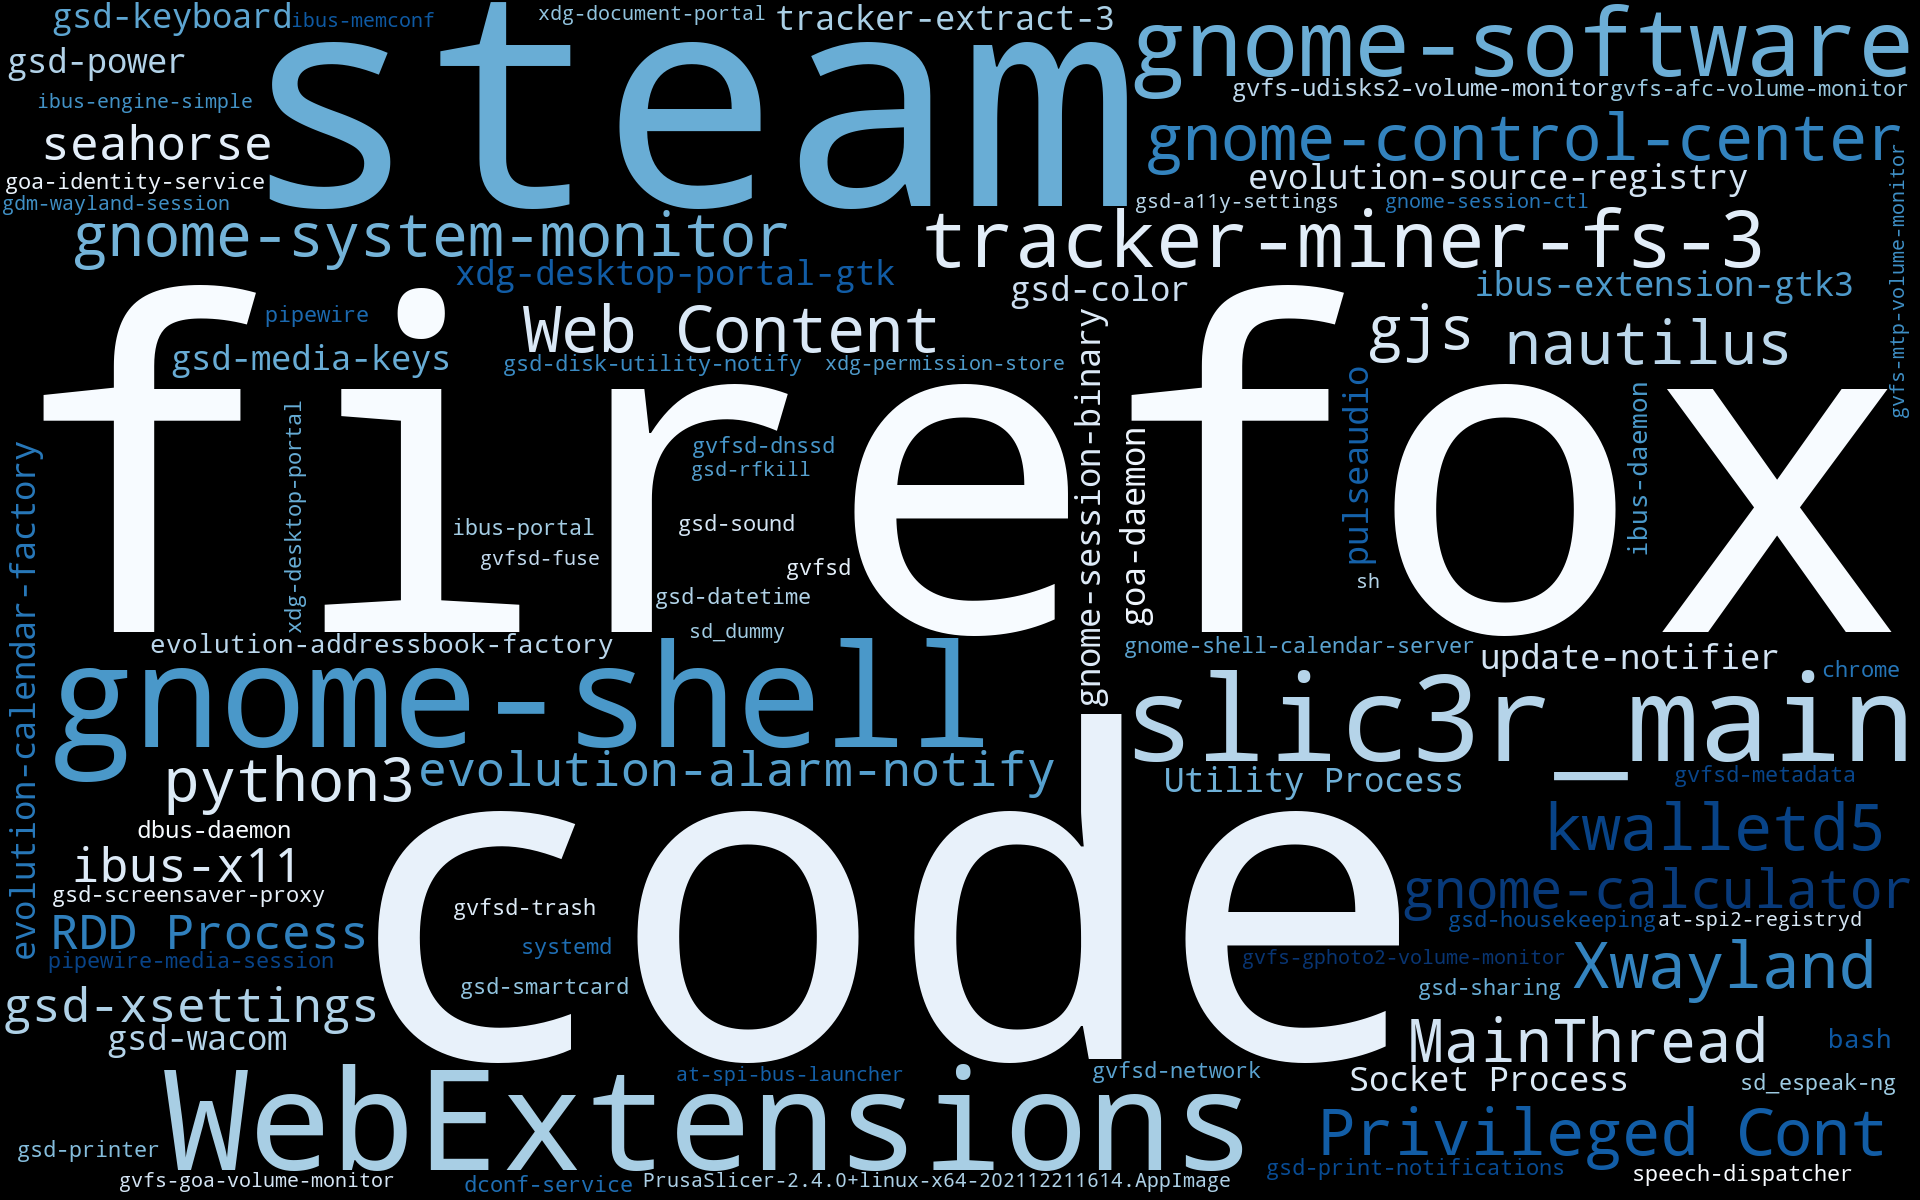 gsd-keyboard
ibus-memconf
xdg-document-portal
tracker-extract-3
steam
gnome-software
gsd-power
gvfs-udisks2-volume-monitor
gvfs-afc-volume-monitor
ibus-engine-simple
seahorse
gnome-control-center
goa-identity-service
evolution-source-registry
gdm-wayland-session
gsd-a11y-settings
gnome-session-ctl
gvfs-mtp-volume-monitor
gnome-system-monitor
tracker-miner-fs-3
xdg-desktop-portal-gtk
gsd-color
ibus-extension-gtk3
firefox
pipewire
Web Content
gjs
nautilus
gsd-media-keys
gsd-disk-utility-notify
xdg-permission-store
gnome-session-binary
pulseaudio
ibus-daemon
xdg-desktop-portal
goa-daemon
evolution-calendar-factory
gvfsd-dnssd
gsd-rfkill
ibus-portal
gsd-sound
gvfsd-fuse
gvfsd
sh
gsd-datetime
sd_dummy
evolution-addressbook-factory
gnome-shell-calendar-server
update-notifier
chrome
gnome-shell
slic3r_main
python3
evolution-alarm-notify
Utility Process
gvfsd-metadata
code
dbus-daemon
kwalletd5
ibus-x11
gsd-screensaver-proxy
gnome-calculator
gvfsd-trash
gsd-housekeeping
at-spi2-registryd
RDD Process
systemd
pipewire-media-session
gvfs-gphoto2-volume-monitor
Xwayland
gsd-smartcard
gsd-sharing
gsd-xsettings
gsd-wacom
MainThread
bash
at-spi-bus-launcher
gvfsd-network
Socket Process
sd_espeak-ng
WebExtensions
Privileged Cont
gsd-printer
gsd-print-notifications
gvfs-goa-volume-monitor
dconf-service
PrusaSlicer-2.4.0+linux-x64-202112211614.AppImage
speech-dispatcher